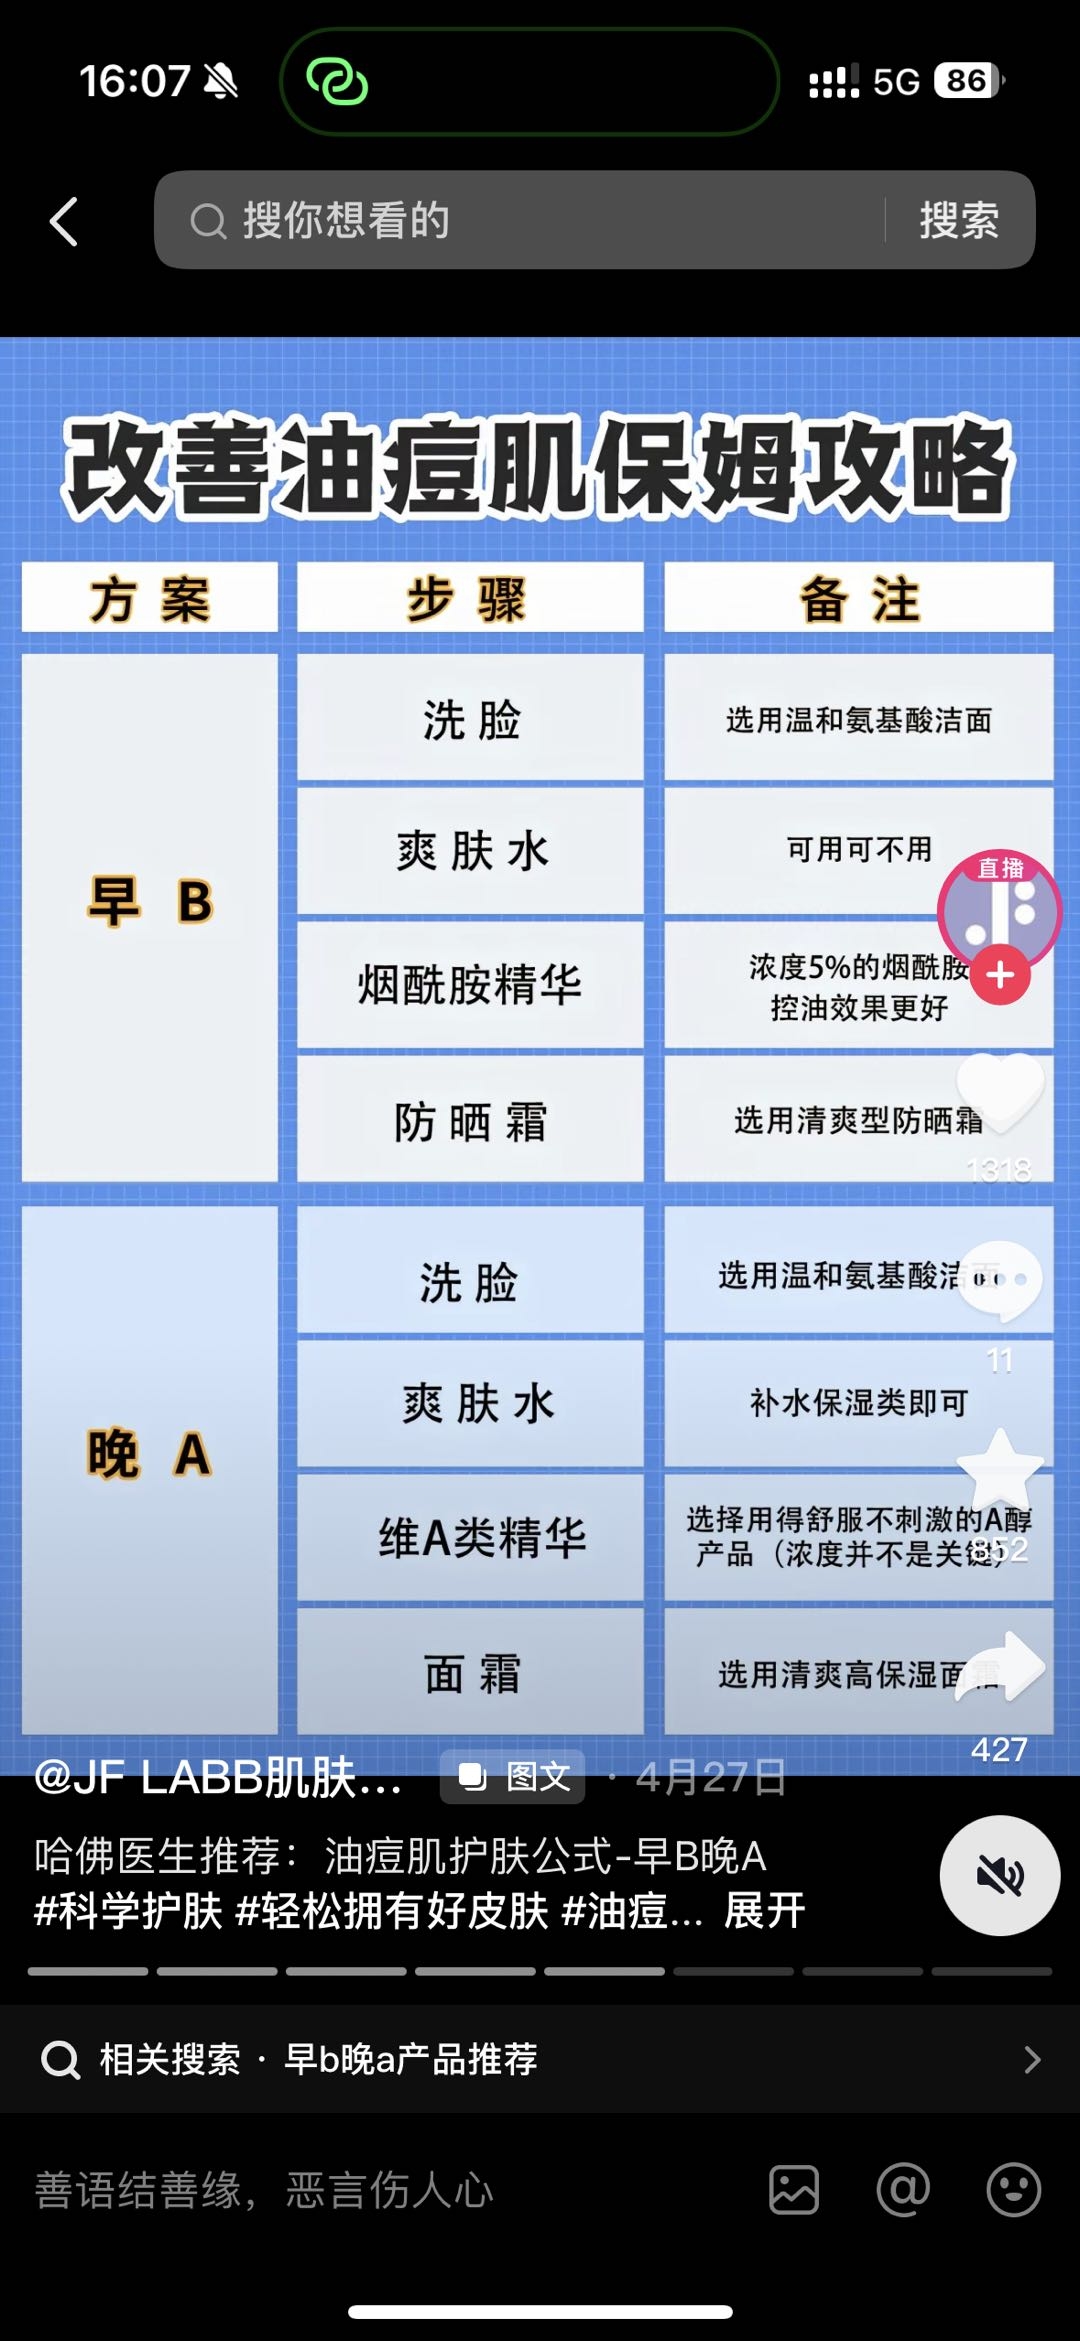 16:07
5G
86
搜你想看的
搜索
改善油痘肌保姆攻略
方案
步骤
备注
早 B
洗脸
选用温和氨基酸洁面
爽肤水
可用可不用
直播
烟酰胺精华
浓度5%的烟酰胺
控油效果更好
防晒霜
选用清爽型防晒霜
1318
晚 A
洗脸
选用温和氨基酸洁面
11
爽肤水
补水保湿类即可
维A类精华
选择用得舒服不刺激的A醇
产品（浓度并不是关键）
852
面霜
选用清爽高保湿面霜
427
@JF LABB肌肤...
图文
· 4月27日
哈佛医生推荐：油痘肌护肤公式-早B晚A
#科学护肤 #轻松拥有好皮肤 #油痘... 展开
相关搜索 · 早b晚a产品推荐
善语结善缘，恶言伤人心